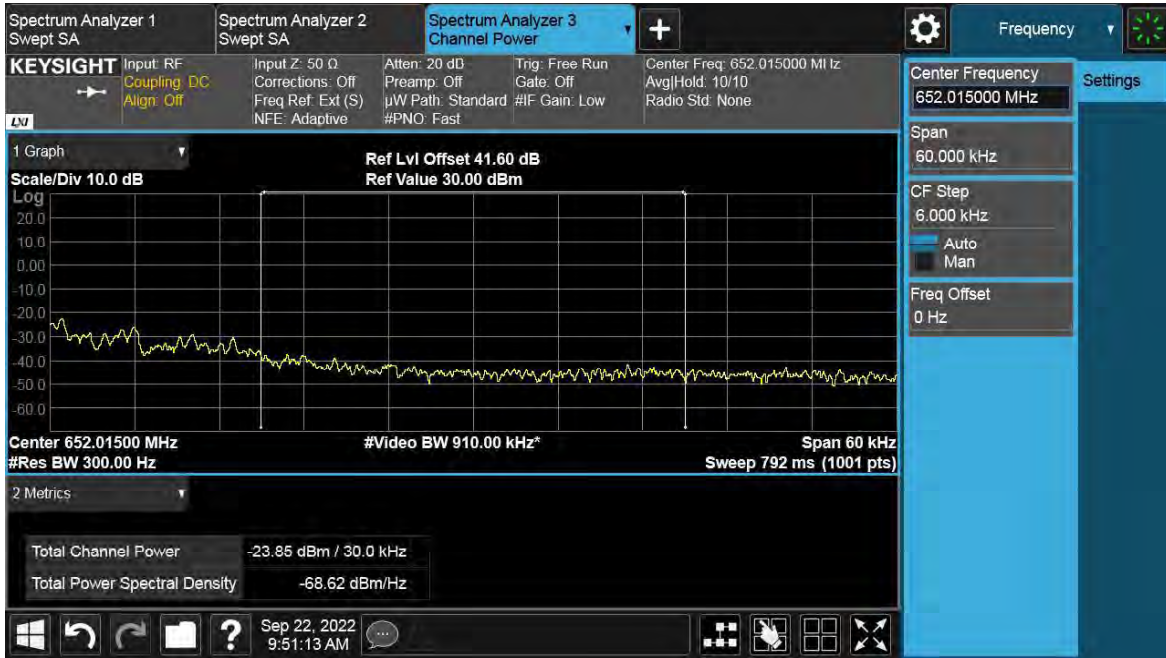 Spectrum Analyzer 1
Swept SA
Spectrum Analyzer 2
Swept SA
Spectrum Analyzer 3
Channel Power
Frequency
KEYSIGHT
Input: RF
Coupling: DC
Align: Off
Input Z: 50 Ω
Corrections: Off
Freq Ref: Ext (S)
NFE: Adaptive
Atten: 20 dB
Preamp: Off
µW Path: Standard
#PNO: Fast
Trig: Free Run
Gate: Off
#IF Gain: Low
Center Freq: 652.015000 MHz
Avg|Hold: 10/10
Radio Std: None
LXI
1 Graph
Scale/Div 10.0 dB
Ref Lvl Offset 41.60 dB
Ref Value 30.00 dBm
Log
20.0
10.0
0.00
-10.0
-20.0
-30.0
-40.0
-50.0
-60.0
Center 652.01500 MHz
#Res BW 300.00 Hz
#Video BW 910.00 kHz*
Span 60 kHz
Sweep 792 ms (1001 pts)
2 Metrics
Total Channel Power -23.85 dBm / 30.0 kHz
Total Power Spectral Density -68.62 dBm/Hz
Sep 22, 2022
9:51:13 AM
Center Frequency
652.015000 MHz
Settings
Span
60.000 kHz
CF Step
6.000 kHz
Auto
Man
Freq Offset
0 Hz